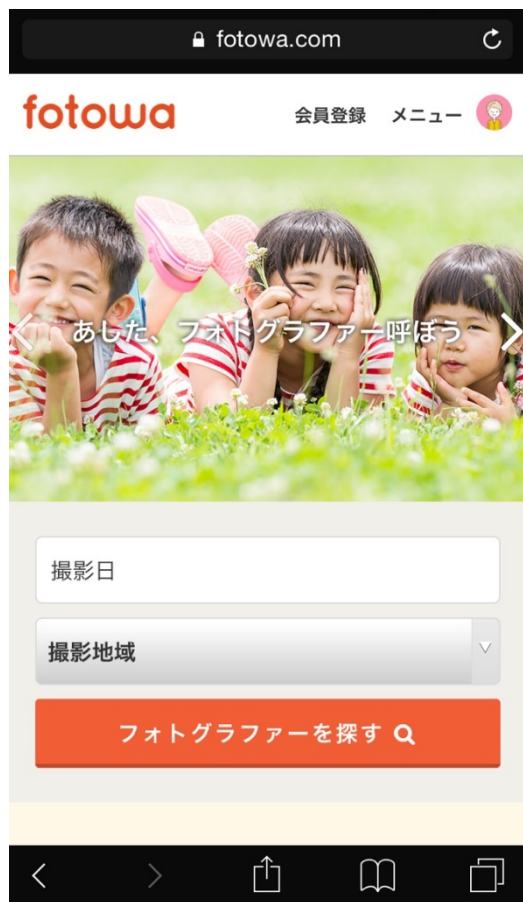 fotowa.com
fotowa
会員登録 メニュー
あした、フォトグラファー呼ぼう
撮影日
撮影地域
フォトグラファーを探す